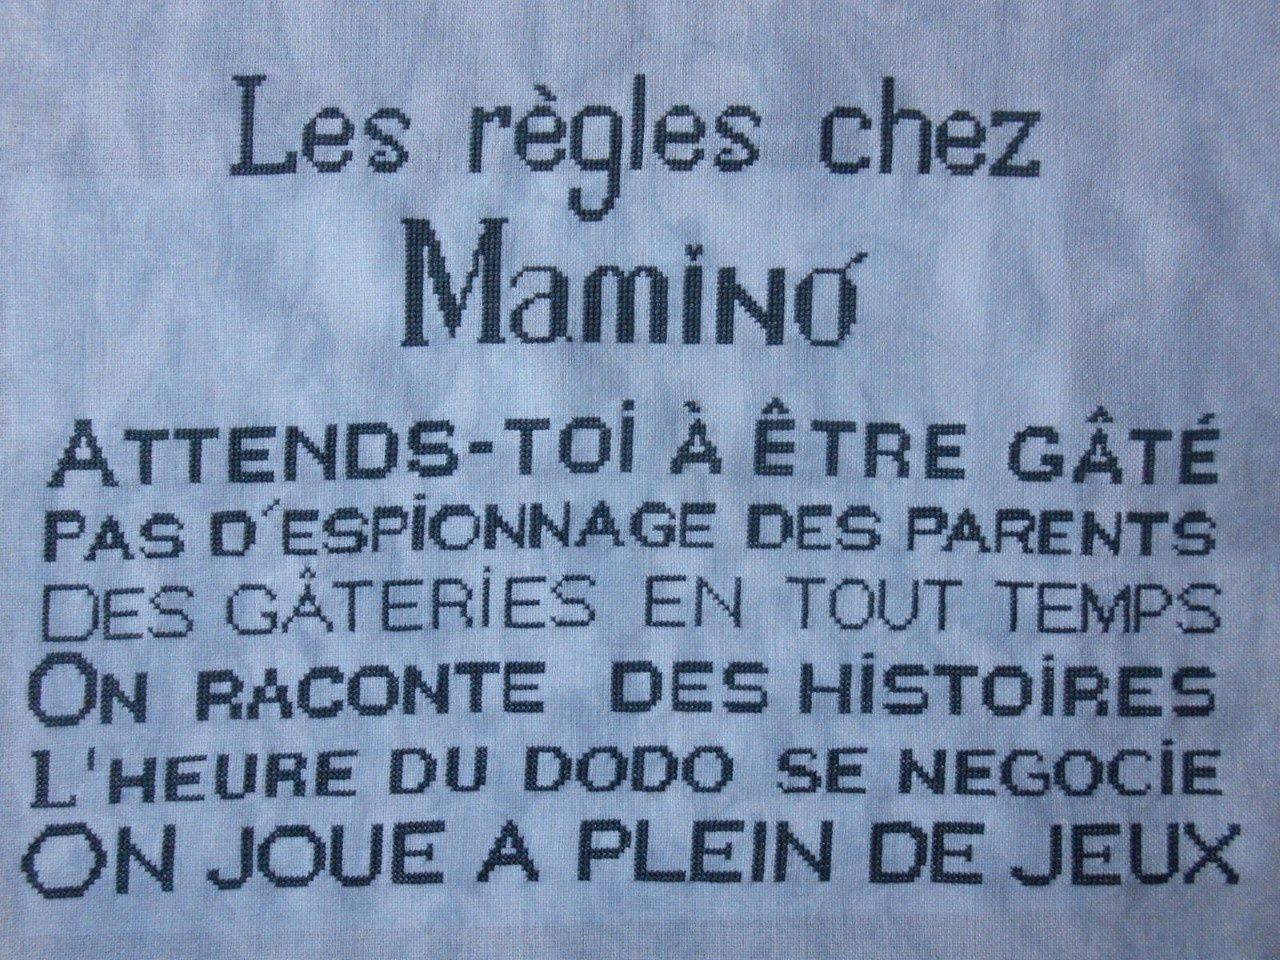 Les règles chez
Maminó
ATTENDS-TOi À ÊTRE GÂTÉ
PAS D'ESPiONNAGE DES PARENTS
DES GÂTERiES EN TOUT TEMPS
ON RACONTE DES HiSTOiRES
L'HEURE DU DODO SE NEGOCiE
ON JOUE A PLEIN DE JEUX